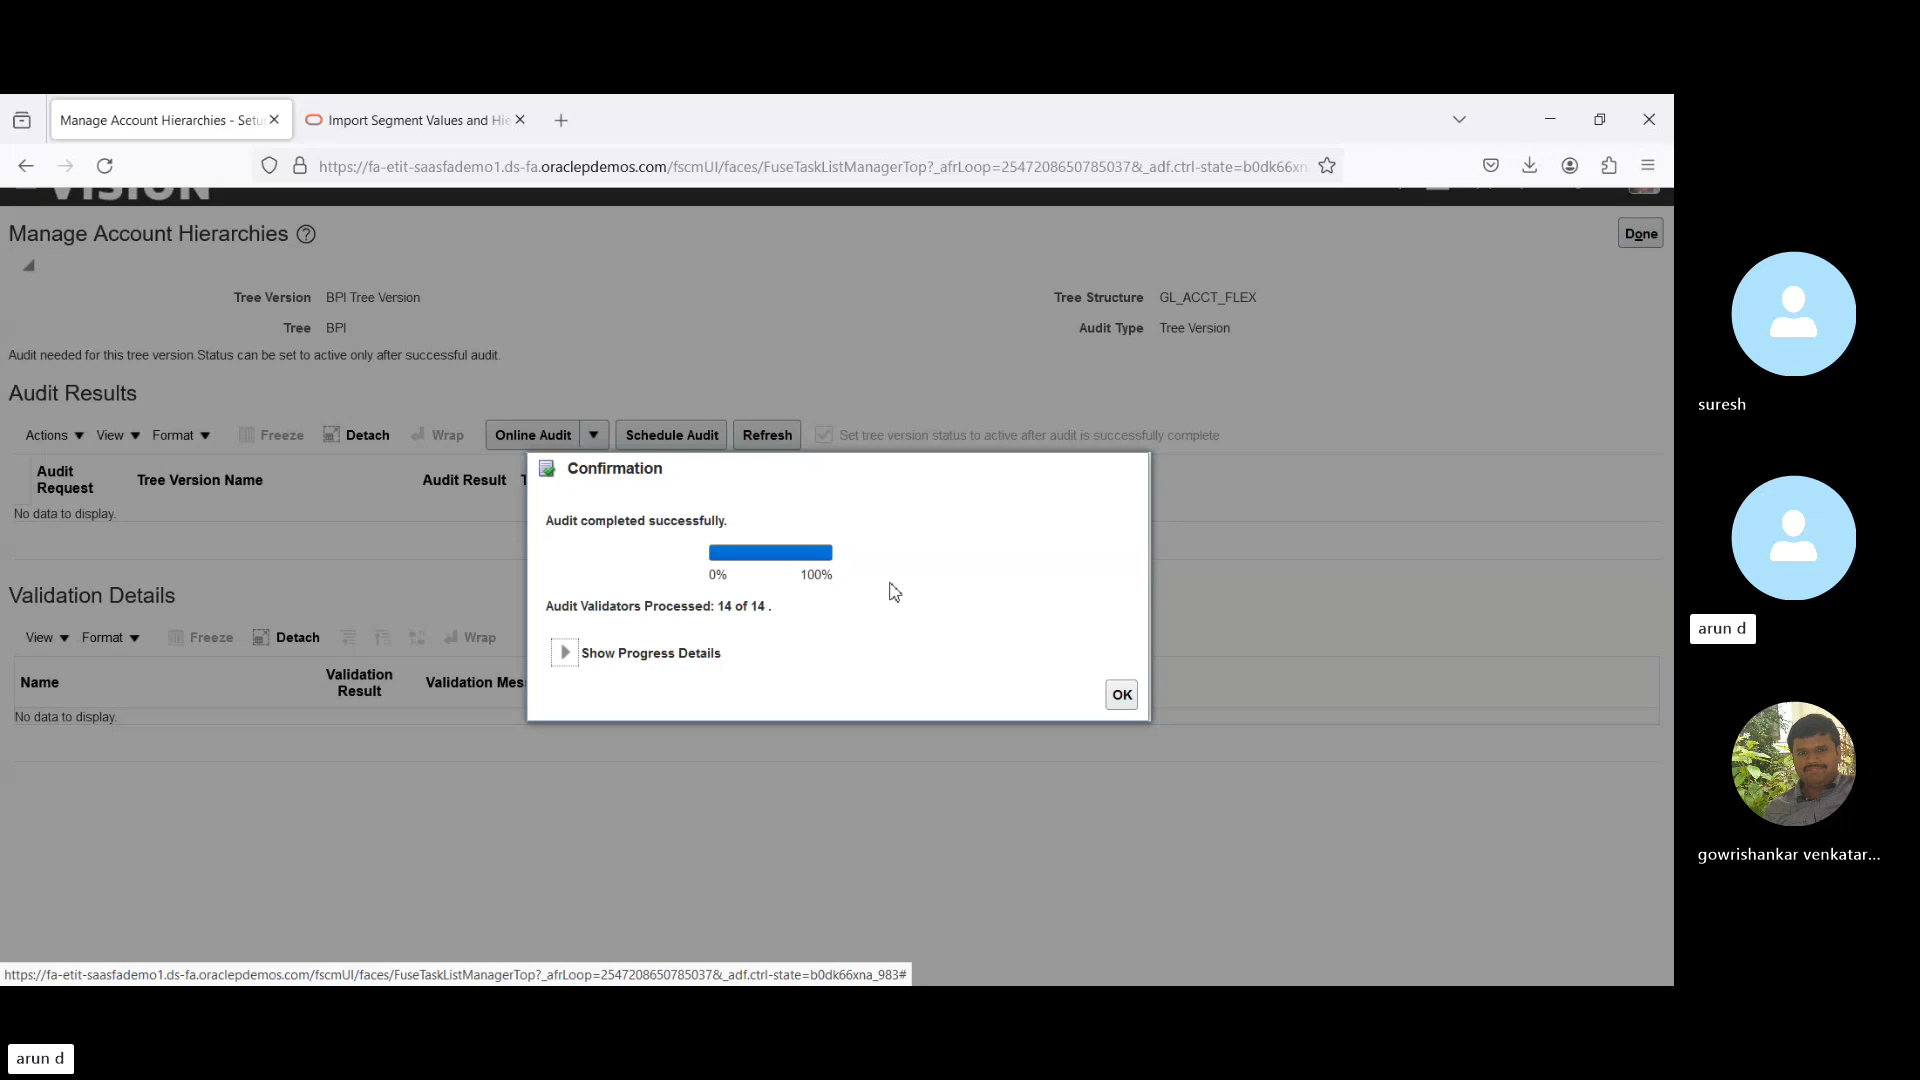 Manage Account Hierarchies - Setu
Import Segment Values and Hie
https://fa-etit-saasfademo1.ds-fa.oraclepdemos.com/fscmUI/faces/FuseTaskListManagerTop?_afrLoop=2547208650785037&_adf.ctrl-state=b0dk66xn
VISION
Manage Account Hierarchies
Done
Tree Version BPI Tree Version
Tree Structure GL_ACCT_FLEX
Tree BPI
Audit Type Tree Version
Audit needed for this tree version.Status can be set to active only after successful audit.
Audit Results
Actions View Format Freeze Detach Wrap Online Audit Schedule Audit Refresh Set tree version status to active after audit is successfully complete
Audit Request
Tree Version Name
Audit Result
No data to display.
Confirmation
Audit completed successfully.
0% 100%
Audit Validators Processed: 14 of 14 .
Show Progress Details
OK
Validation Details
View Format Freeze Detach Wrap
Name
Validation Result
Validation Mes
No data to display.
https://fa-etit-saasfademo1.ds-fa.oraclepdemos.com/fscmUI/faces/FuseTaskListManagerTop?_afrLoop=2547208650785037&_adf.ctrl-state=b0dk66xna_983#
suresh
arun d
gowrishankar venkatar...
arun d